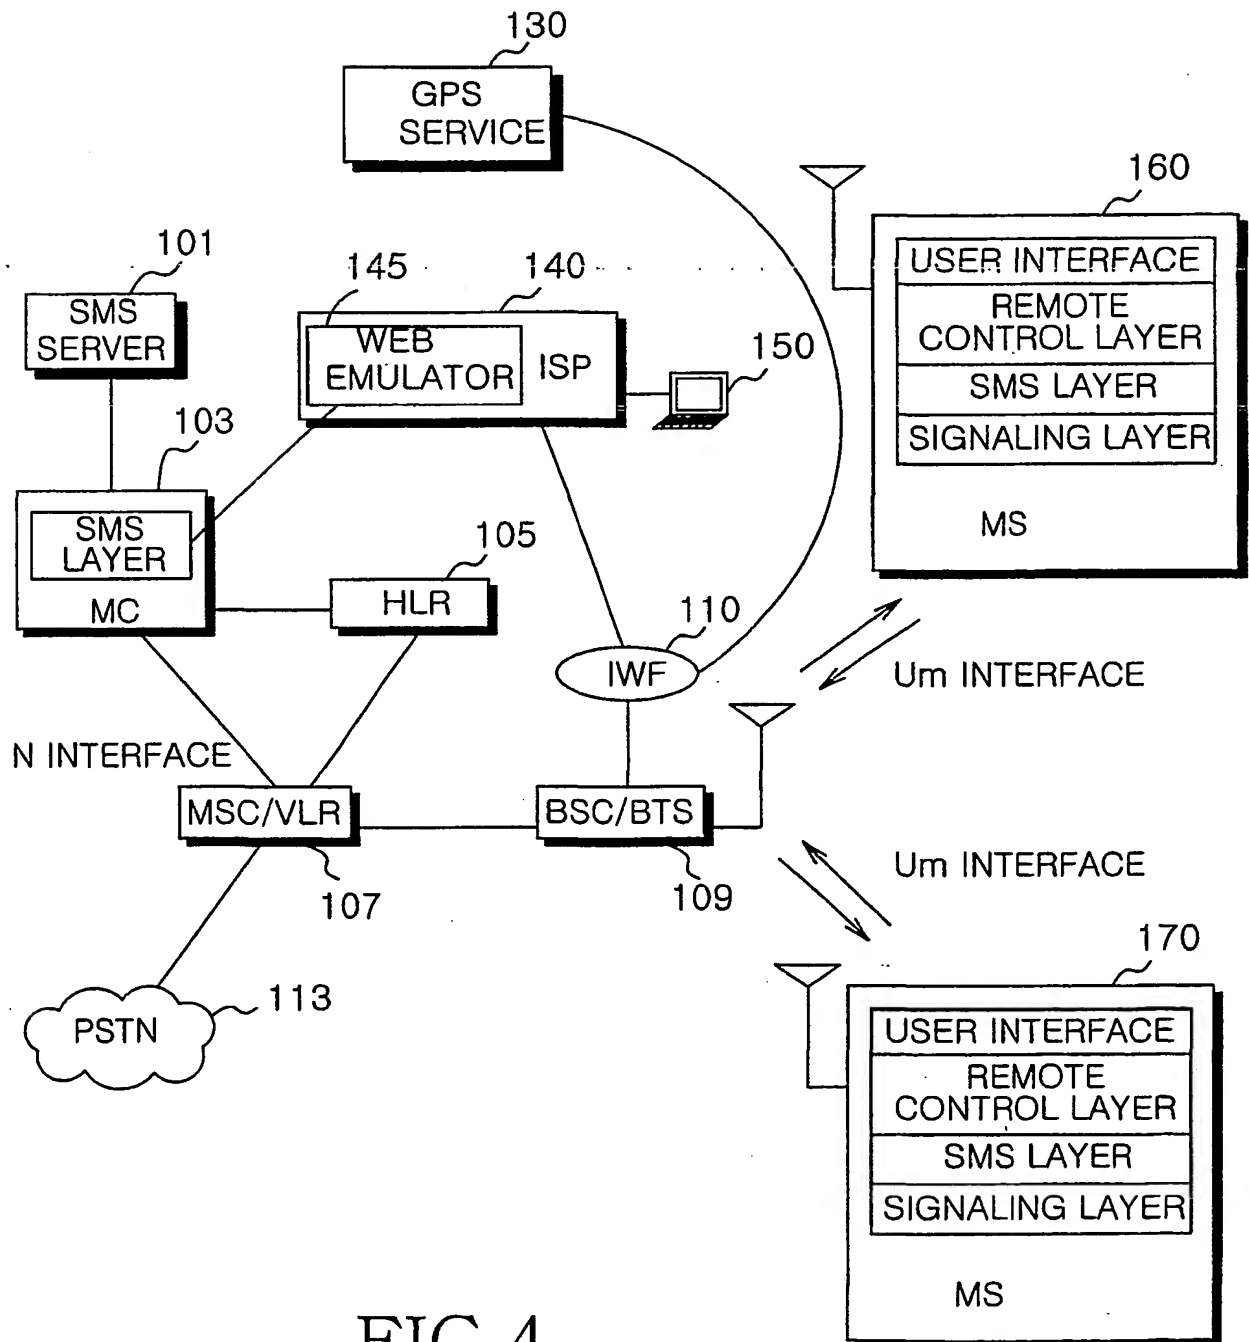 130
GPS
SERVICE
160
USER INTERFACE
REMOTE
CONTROL LAYER
SMS LAYER
SIGNALING LAYER
MS
101
SMS
SERVER
145
140
WEB
EMULATOR
ISP
150
103
SMS
LAYER
MC
105
HLR
110
IWF
Um INTERFACE
N INTERFACE
MSC/VLR
107
BSC/BTS
109
Um INTERFACE
113
PSTN
170
USER INTERFACE
REMOTE
CONTROL LAYER
SMS LAYER
SIGNALING LAYER
MS
FIG.4